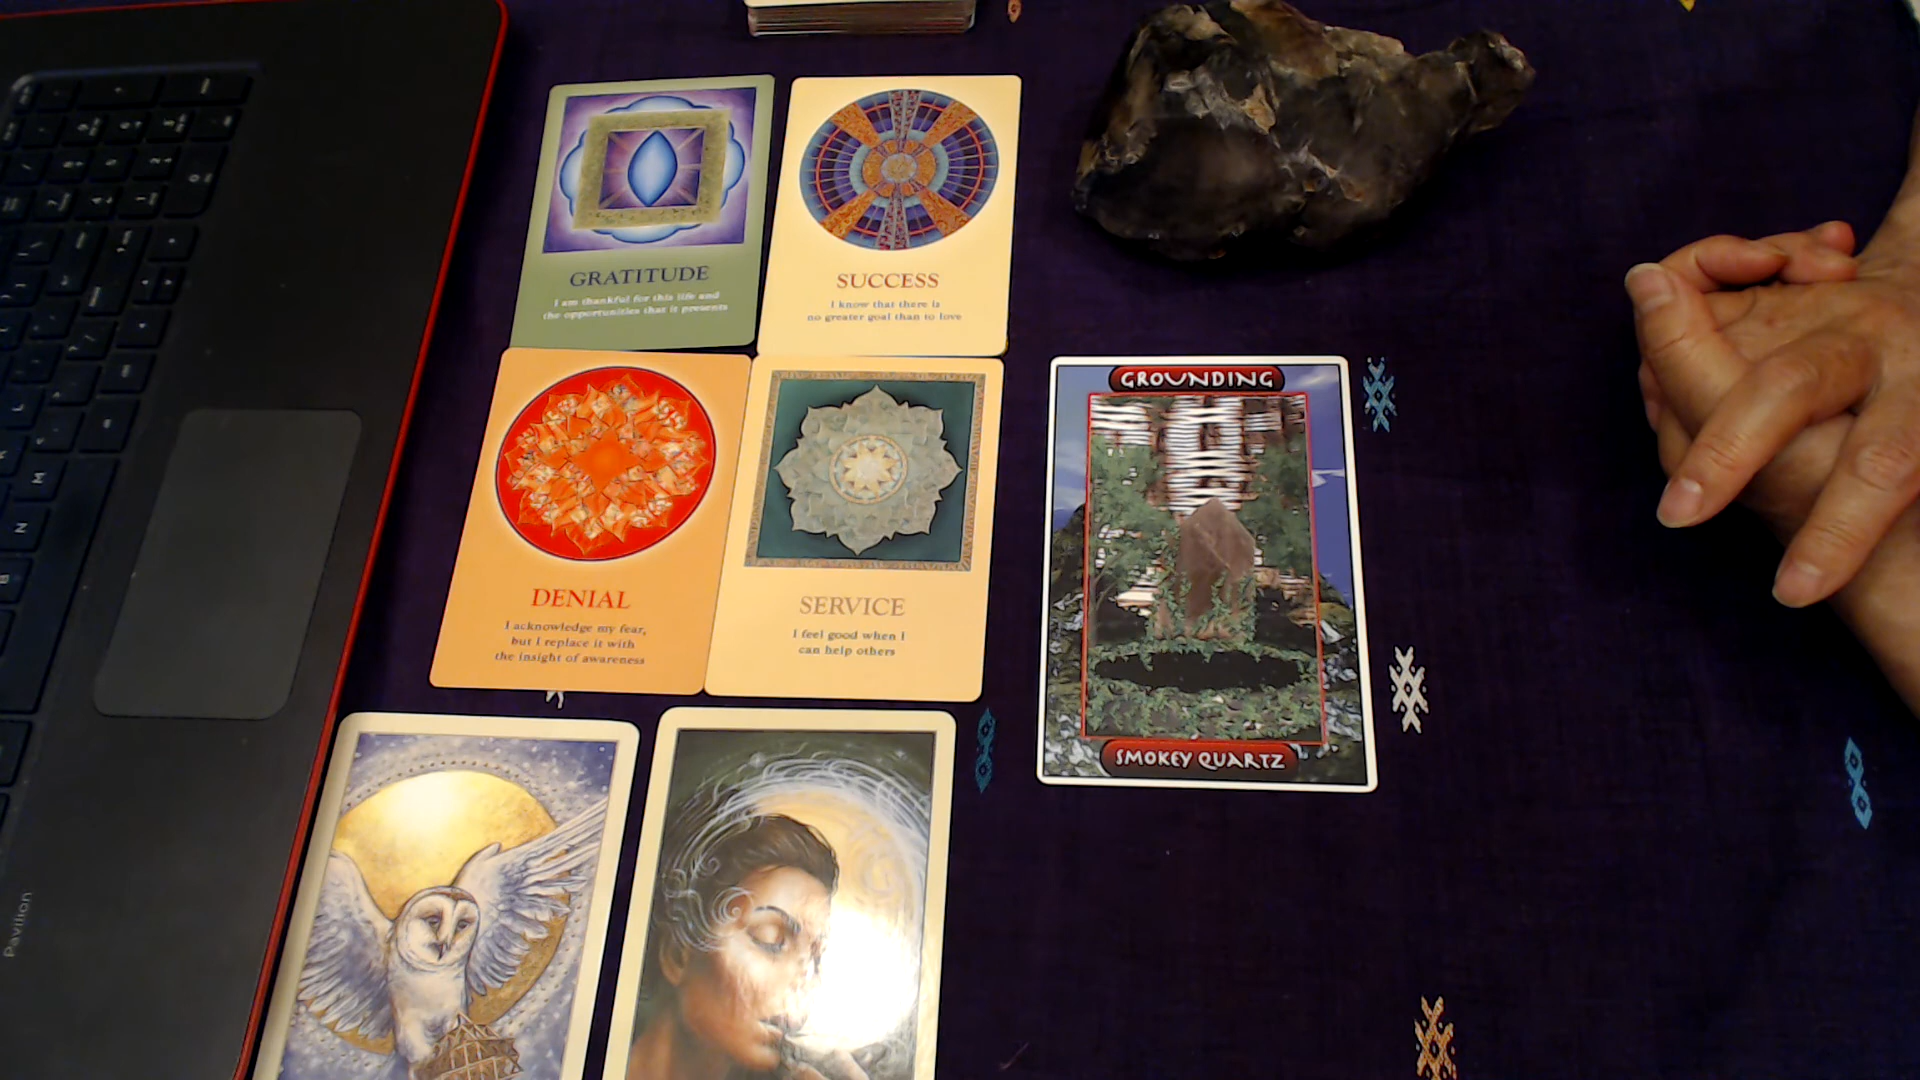 GRATITUDE
I am thankful for this life and
the opportunities that it presents
SUCCESS
I know that there is
no greater goal than to love
DENIAL
I acknowledge my fear,
but I replace it with
the insight of awareness
SERVICE
I feel good when I
can help others
GROUNDING
SMOKEY QUARTZ
Pavilion
M
N
B